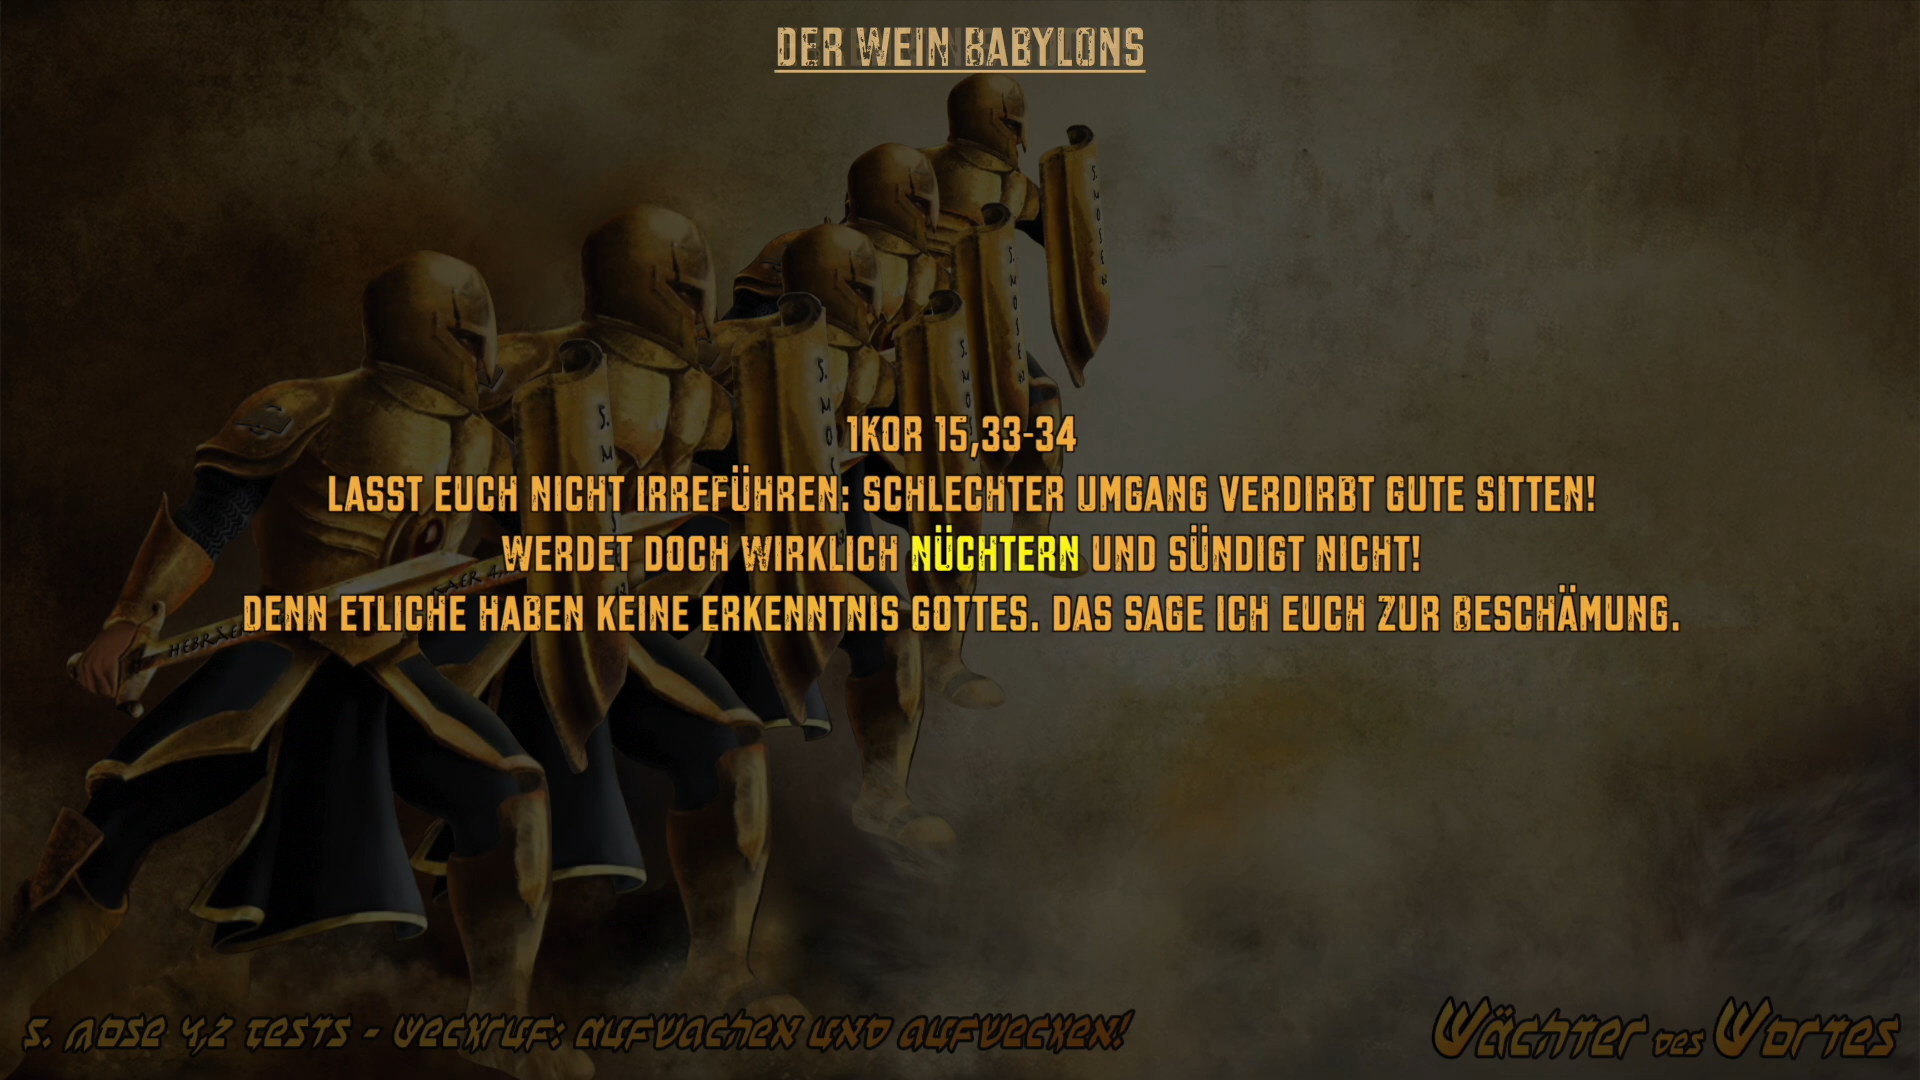 DER WEIN BABYLONS
1KOR 15,33-34
LASST EUCH NICHT IRREFÜHREN: SCHLECHTER UMGANG VERDIRBT GUTE SITTEN!
WERDET DOCH WIRKLICH NÜCHTERN UND SÜNDIGT NICHT!
DENN ETLICHE HABEN KEINE ERKENNTNIS GOTTES. DAS SAGE ICH EUCH ZUR BESCHÄMUNG.
5. MOSE 4,2 TESTS - WECKRUF: AUFWACHEN UND AUFWECKEN!
WÄCHTER DES WORTES